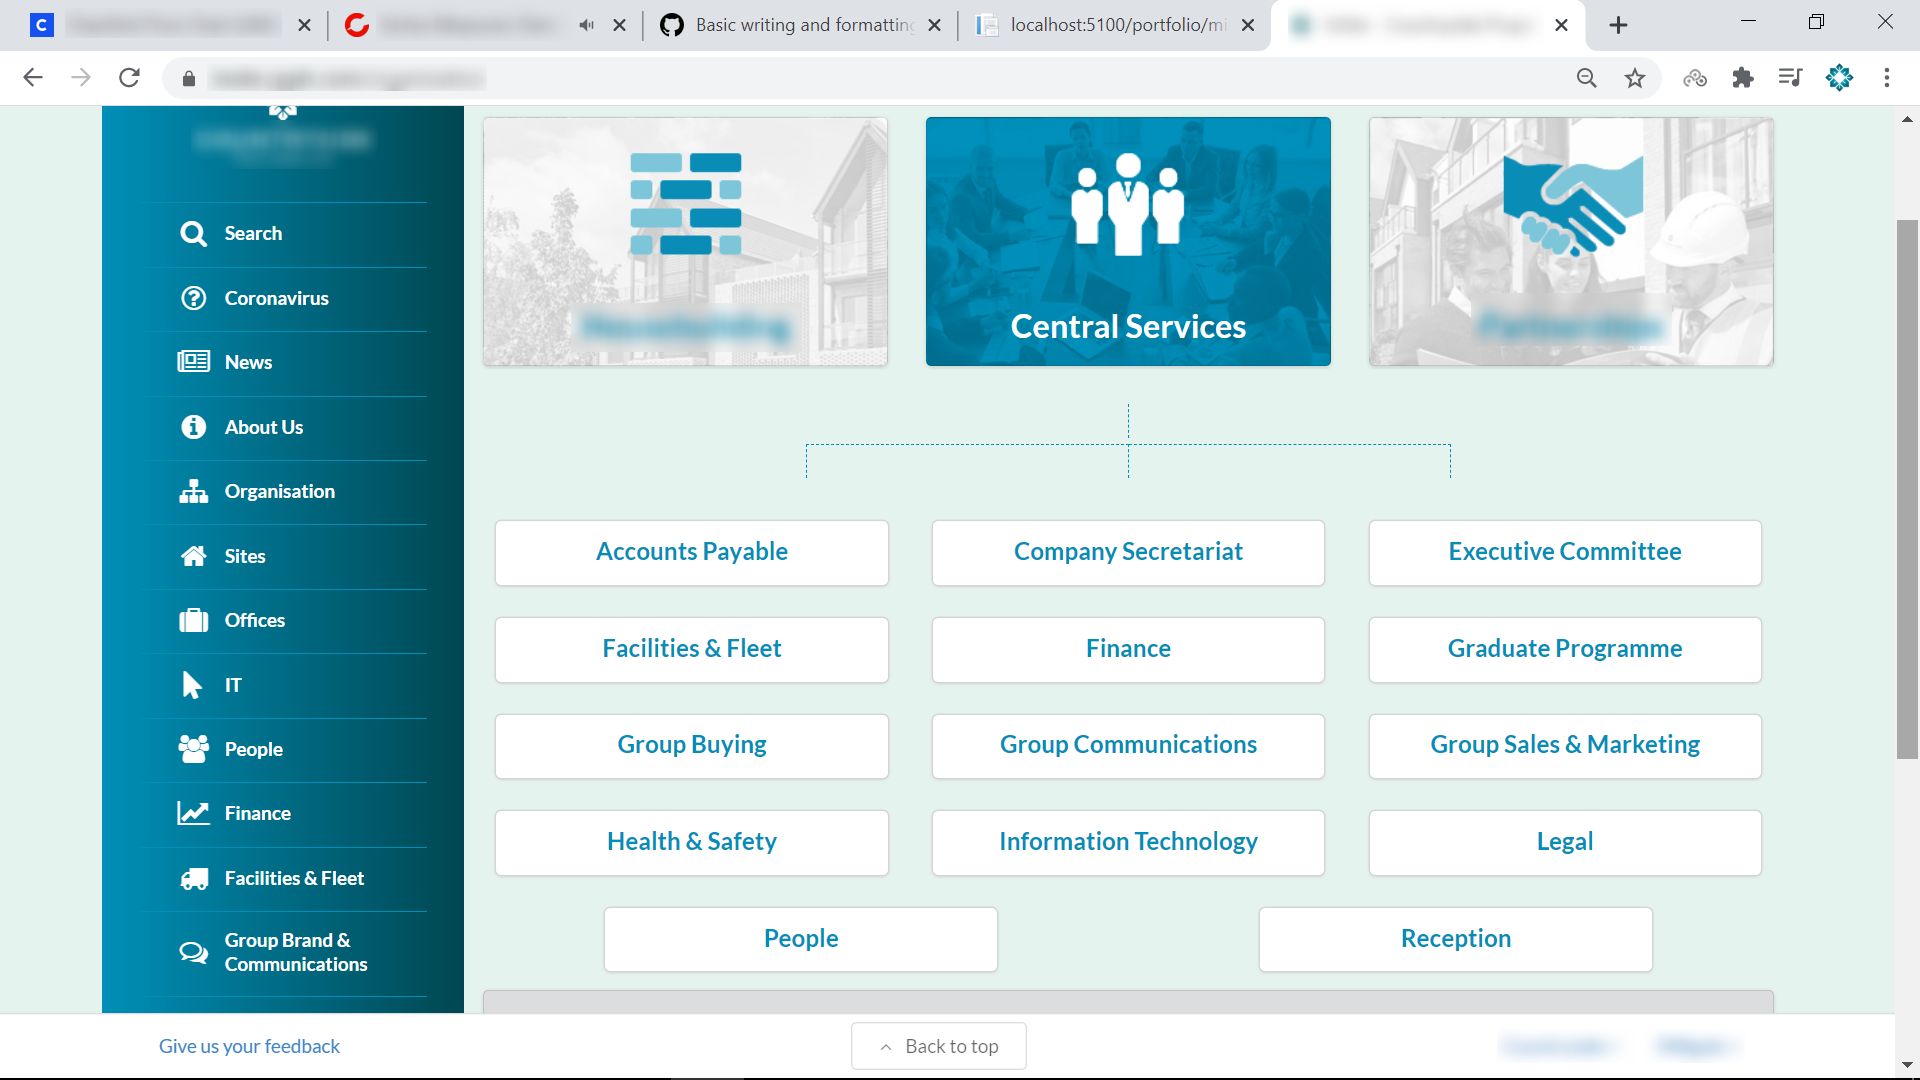 Basic writing and formatting
localhost:5100/portfolio/mi
Search
Coronavirus
News
About Us
Organisation
Sites
Offices
IT
People
Finance
Facilities & Fleet
Group Brand &
Communications
Central Services
Accounts Payable
Company Secretariat
Executive Committee
Facilities & Fleet
Finance
Graduate Programme
Group Buying
Group Communications
Group Sales & Marketing
Health & Safety
Information Technology
Legal
People
Reception
Give us your feedback
Back to top